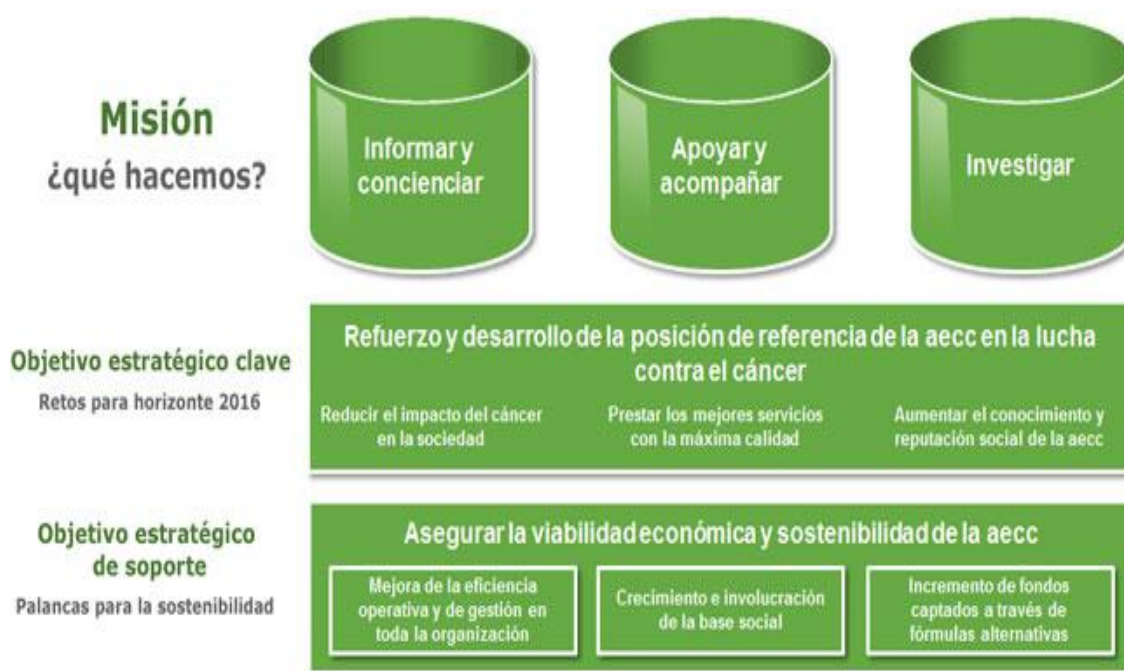 Misión
¿qué hacemos?
Informar y
concienciar
Apoyar y
acompañar
Investigar
Objetivo estratégico clave
Retos para horizonte 2016
Refuerzo y desarrollo de la posición de referencia de la aecc en la lucha
contra el cáncer
Reducir el impacto del cáncer
en la sociedad
Prestar los mejores servicios
con la máxima calidad
Aumentar el conocimiento y
reputación social de la aecc
Objetivo estratégico
de soporte
Palancas para la sostenibilidad
Asegurar la viabilidad económica y sostenibilidad de la aecc
Mejora de la eficiencia
operativa y de gestión en
toda la organización
Crecimiento e involucración
de la base social
Incremento de fondos
captados a través de
fórmulas alternativas